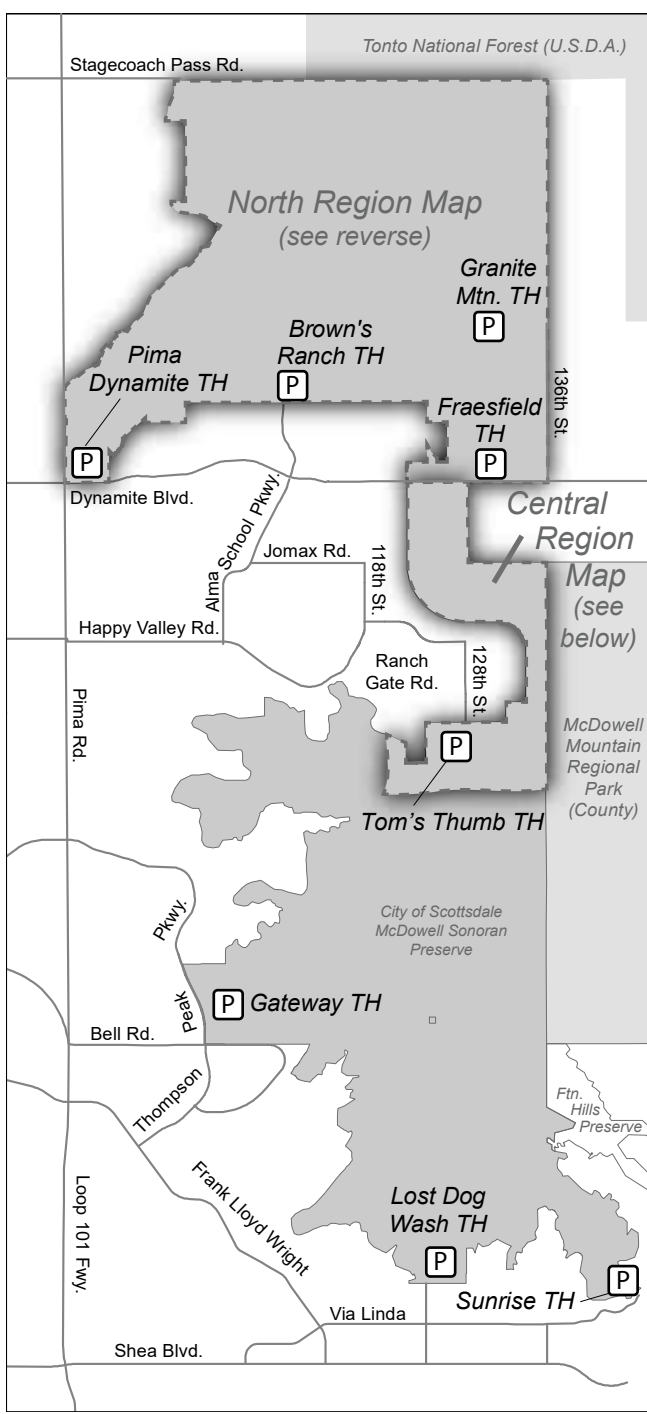 Tonto National Forest (U.S.D.A.)
Stagecoach Pass Rd.
North Region Map
(see reverse)
Granite
Mtn. TH
P
Brown's
Ranch TH
P
Pima
Dynamite TH
P
136th St.
Fraesfield
TH
P
Dynamite Blvd.
Alma School Pkwy.
Central
Region
Map
(see
below)
Jomax Rd.
118th St.
Happy Valley Rd.
Ranch
Gate Rd.
128th St.
Pima Rd.
P
Tom's Thumb TH
McDowell
Mountain
Regional
Park
(County)
City of Scottsdale
McDowell Sonoran
Preserve
Thompson Peak Pkwy.
P
Gateway TH
Bell Rd.
Ftn.
Hills
Preserve
Loop 101 Fwy.
Frank Lloyd Wright
Lost Dog
Wash TH
P
Sunrise TH
P
Via Linda
Shea Blvd.